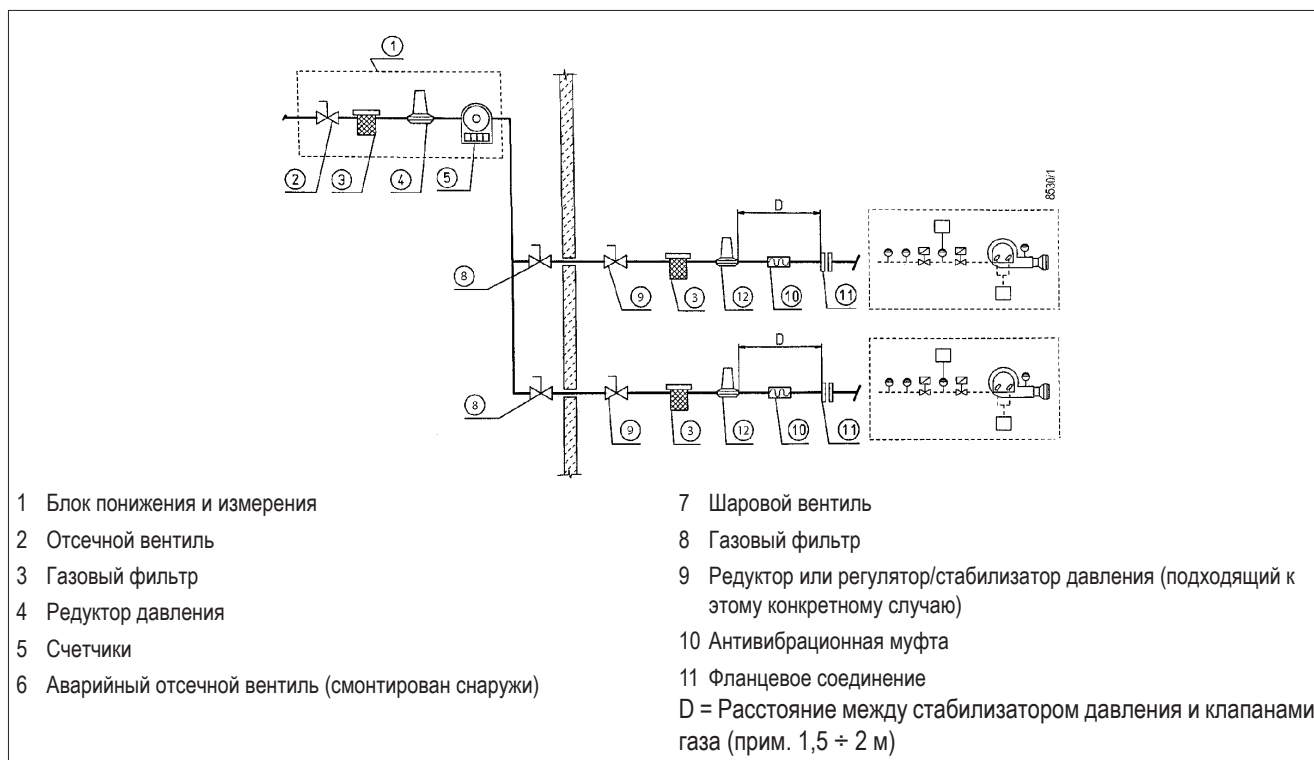 1
2
3
4
5
D
8530/1
8
9
3
12
10
11
D
8
9
3
12
10
11
1 Блок понижения и измерения
2 Отсечной вентиль
3 Газовый фильтр
4 Редуктор давления
5 Счетчики
6 Аварийный отсечной вентиль (смонтирован снаружи)
7 Шаровой вентиль
8 Газовый фильтр
9 Редуктор или регулятор/стабилизатор давления (подходящий к
этому конкретному случаю)
10 Антивибрационная муфта
11 Фланцевое соединение
D = Расстояние между стабилизатором давления и клапанами
газа (прим. 1,5 ÷ 2 м)